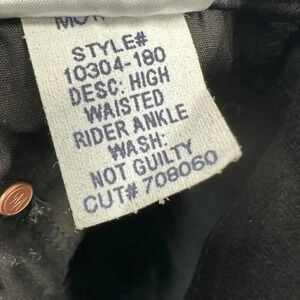 STYLE#
10304-180
DESC: HIGH
WAISTED
RIDER ANKLE
WASH:
NOT GUILTY
CUT# 708060